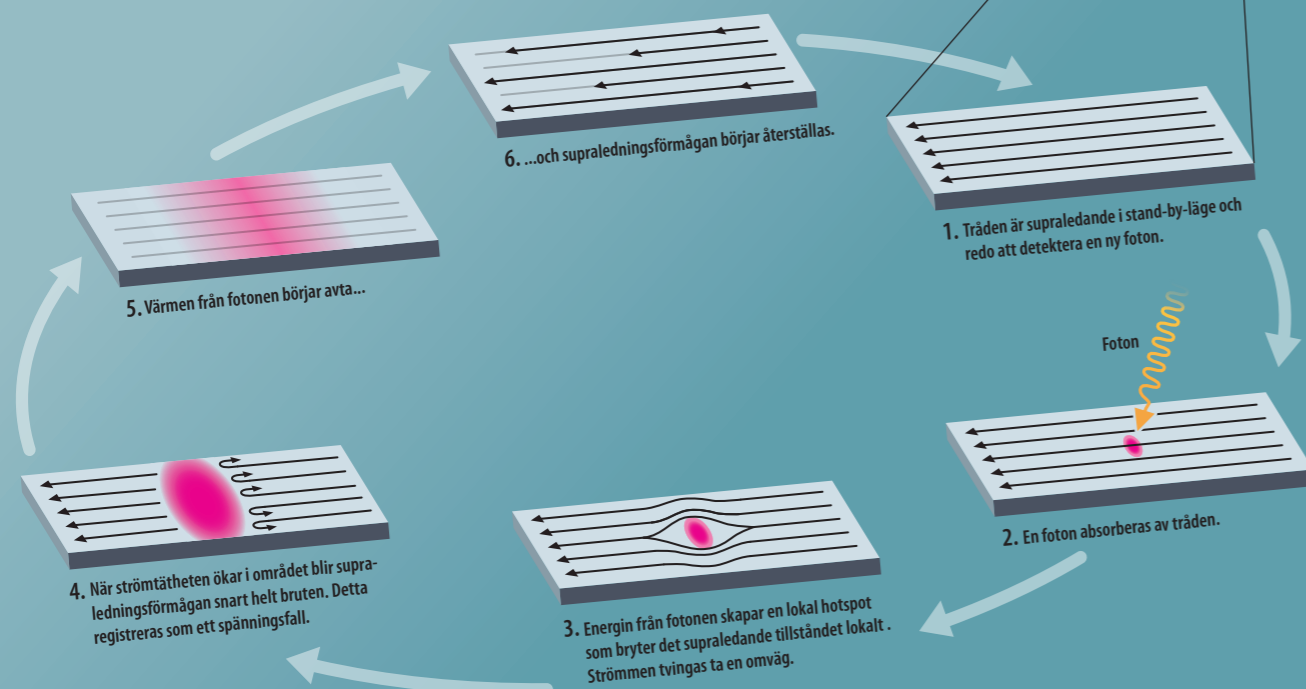 1. Tråden är supraledande i stand-by-läge och
redo att detektera en ny foton.
Foton
2. En foton absorberas av tråden.
3. Energin från fotonen skapar en lokal hotspot
som bryter det supraledande tillståndet lokalt .
Strömmen tvingas ta en omväg.
4. När strömtätheten ökar i området blir supra-
ledningsförmågan snart helt bruten. Detta
registreras som ett spänningsfall.
5. Värmen från fotonen börjar avta...
6. ...och supraledningsförmågan börjar återställas.